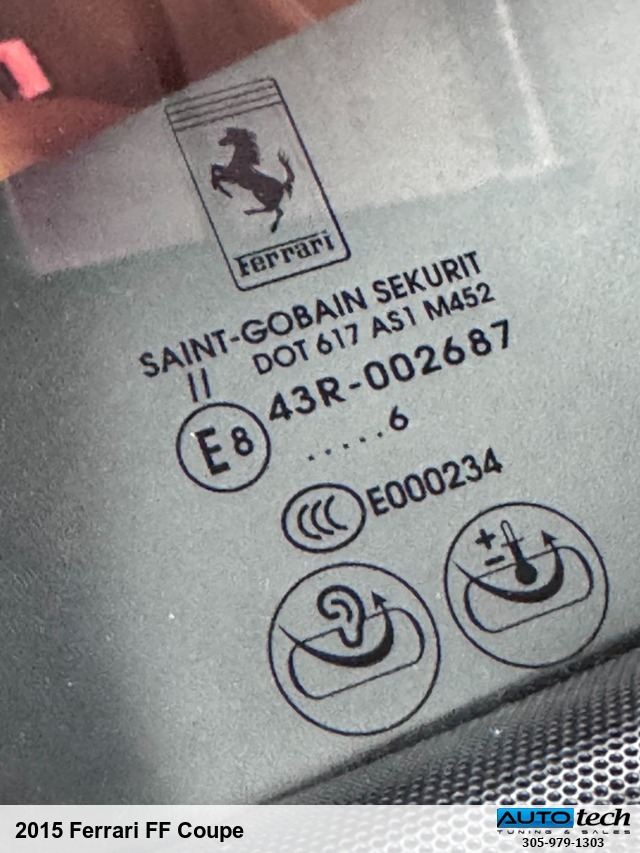 Ferrari
SAINT-GOBAIN SEKURIT
II DOT 617 AS1 M452
E8 43R-002687
.....6
CCC E000234
+
−
2015 Ferrari FF Coupe
AUTOtech
TUNING & SALES
305-979-1303